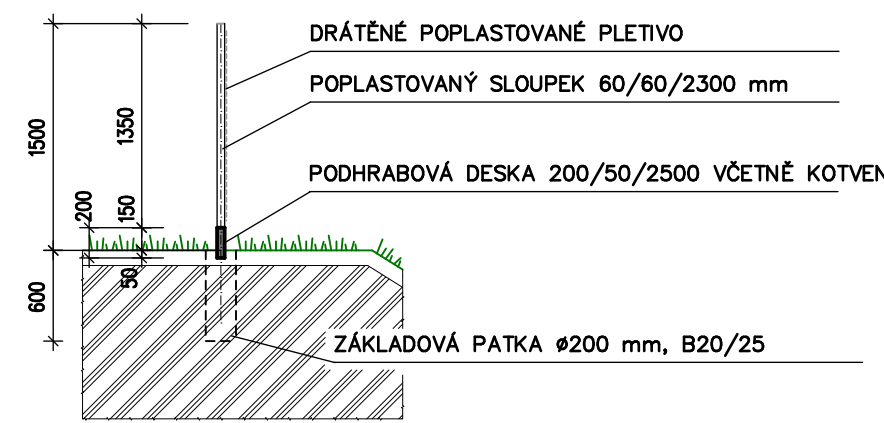 DRÁTĚNÉ POPLASTOVANÉ PLETIVO
POPLASTOVANÝ SLOUPEK 60/60/2300 mm
PODHRABOVÁ DESKA 200/50/2500 VČETNĚ KOTVEN
ZÁKLADOVÁ PATKA ø200 mm, B20/25
1500
1350
200
150
50
600